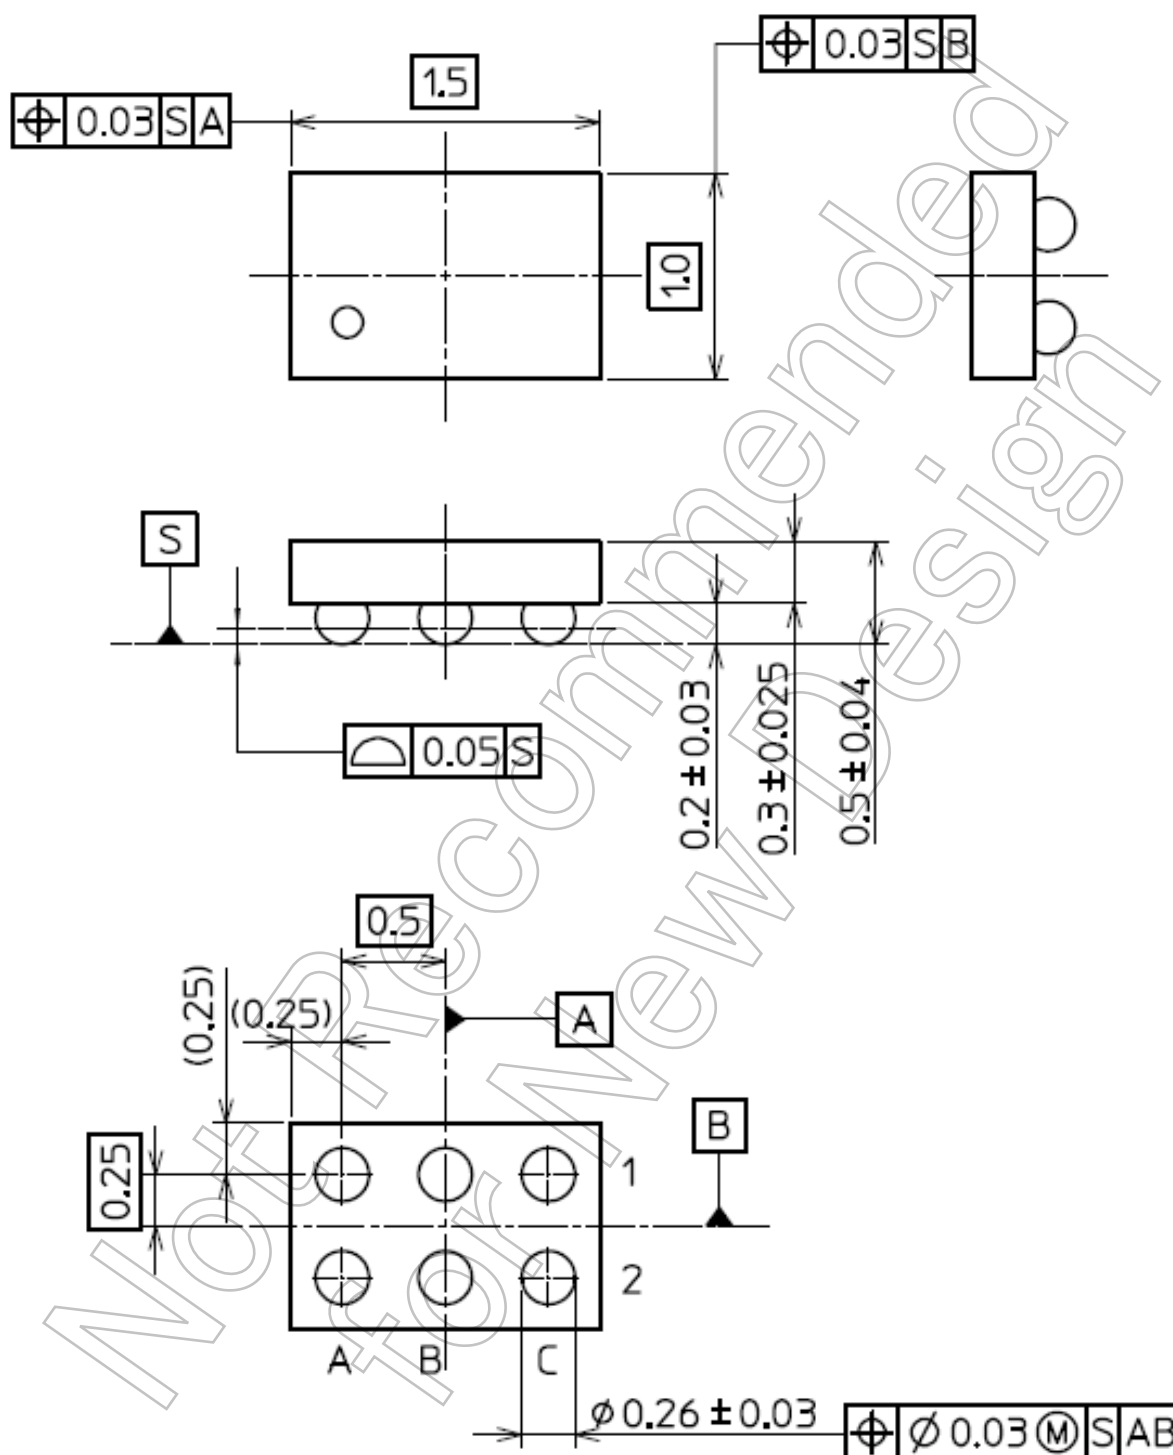 0.03 S B
1.5
0.03 S A
1.0
S
0.05 S
0.2 ± 0.03
0.3 ± 0.025
0.5 ± 0.04
0.5
(0.25)
(0.25)
A
B
0.25
1
2
A B C
⌀0.26 ± 0.03
⌀ 0.03 Ⓜ S AB
Not Recommended
for New Design